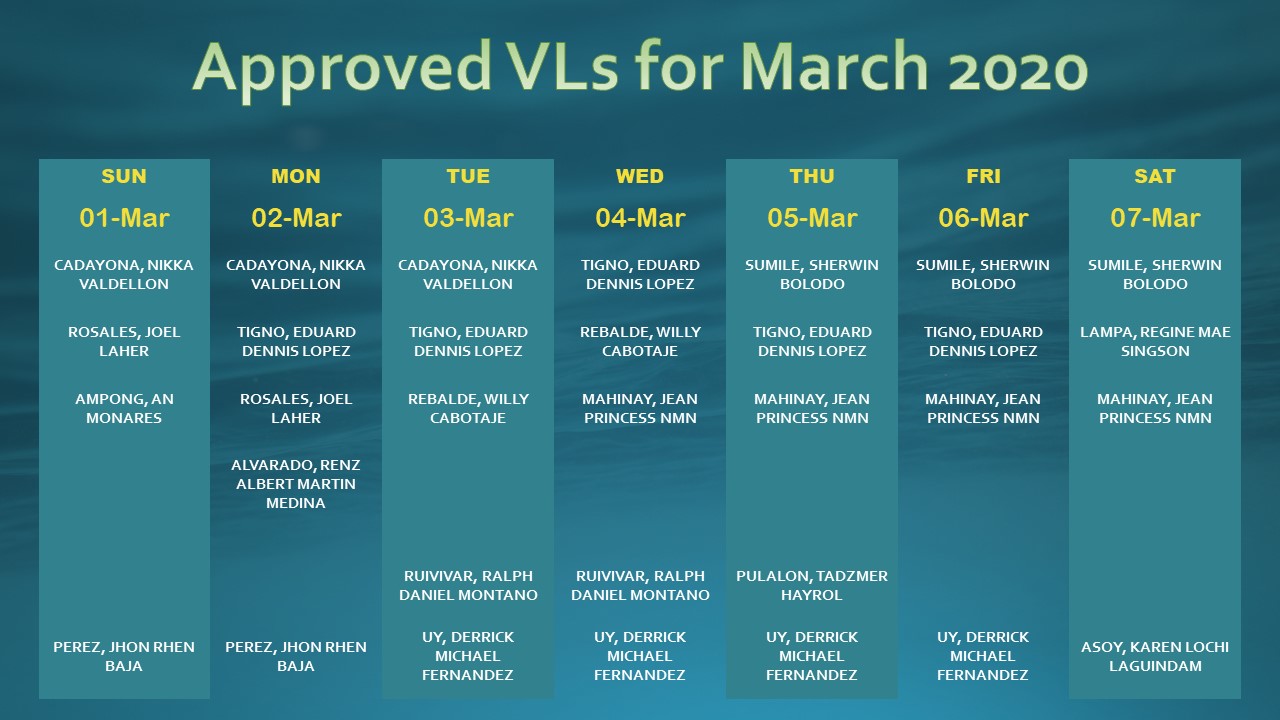 Approved VLs for March 2020
SUN
MON
TUE
WED
THU
FRI
SAT
01-Mar
02-Mar
03-Mar
04-Mar
05-Mar
06-Mar
07-Mar
CADAYONA, NIKKA
VALDELLON
CADAYONA, NIKKA
VALDELLON
CADAYONA, NIKKA
VALDELLON
TIGNO, EDUARD
DENNIS LOPEZ
SUMILE, SHERWIN
BOLODO
SUMILE, SHERWIN
BOLODO
SUMILE, SHERWIN
BOLODO
ROSALES, JOEL
LAHER
TIGNO, EDUARD
DENNIS LOPEZ
TIGNO, EDUARD
DENNIS LOPEZ
REBALDE, WILLY
CABOTAJE
TIGNO, EDUARD
DENNIS LOPEZ
TIGNO, EDUARD
DENNIS LOPEZ
LAMPA, REGINE MAE
SINGSON
AMPONG, AN
MONARES
ROSALES, JOEL
LAHER
REBALDE, WILLY
CABOTAJE
MAHINAY, JEAN
PRINCESS NMN
MAHINAY, JEAN
PRINCESS NMN
MAHINAY, JEAN
PRINCESS NMN
MAHINAY, JEAN
PRINCESS NMN
ALVARADO, RENZ
ALBERT MARTIN
MEDINA
RUIVIVAR, RALPH
DANIEL MONTANO
RUIVIVAR, RALPH
DANIEL MONTANO
PULALON, TADZMER
HAYROL
PEREZ, JHON RHEN
BAJA
PEREZ, JHON RHEN
BAJA
UY, DERRICK
MICHAEL
FERNANDEZ
UY, DERRICK
MICHAEL
FERNANDEZ
UY, DERRICK
MICHAEL
FERNANDEZ
UY, DERRICK
MICHAEL
FERNANDEZ
ASOY, KAREN LOCHI
LAGUINDAM